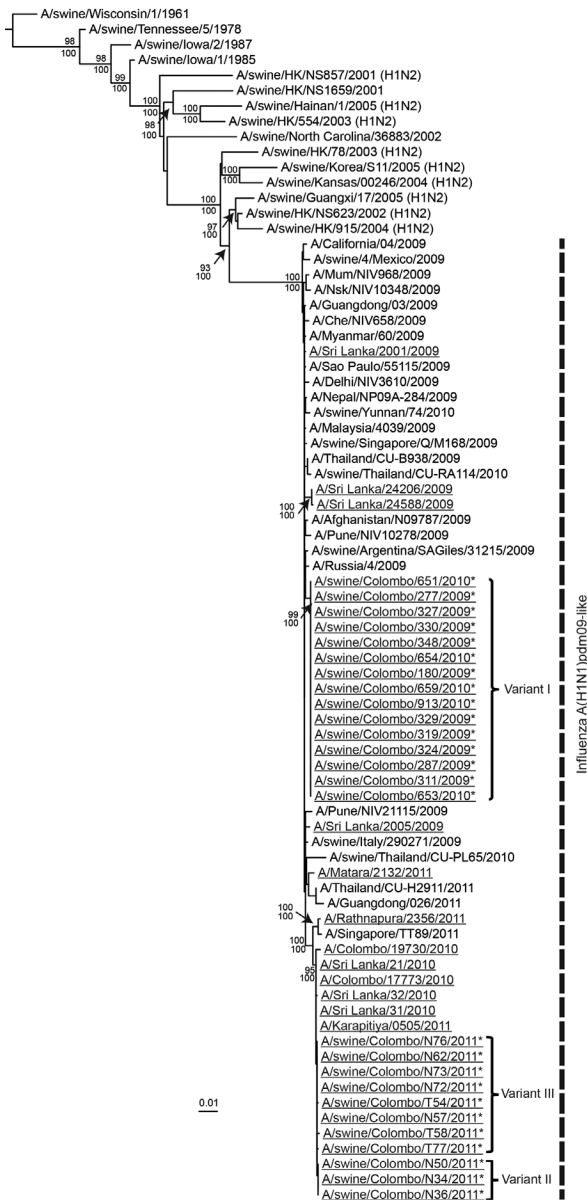 A/swine/Wisconsin/1/1961
A/swine/Tennessee/5/1978
98
100
A/swine/Iowa/2/1987
98
100
A/swine/Iowa/1/1985
99
100
A/swine/HK/NS857/2001 (H1N2)
A/swine/HK/NS1659/2001
100
100
A/swine/Hainan/1/2005 (H1N2)
100
100
A/swine/HK/554/2003 (H1N2)
98
A/swine/North Carolina/36883/2002
A/swine/HK/78/2003 (H1N2)
A/swine/Korea/S11/2005 (H1N2)
100
100
A/swine/Kansas/00246/2004 (H1N2)
A/swine/Guangxi/17/2005 (H1N2)
100
100
A/swine/HK/NS623/2002 (H1N2)
97
100
A/swine/HK/915/2004 (H1N2)
A/California/04/2009
A/swine/4/Mexico/2009
93
100
A/Mum/NIV968/2009
100
100
A/Nsk/NIV10348/2009
A/Guangdong/03/2009
A/Che/NIV658/2009
A/Myanmar/60/2009
A/Sri Lanka/2001/2009
A/Sao Paulo/55115/2009
A/Delhi/NIV3610/2009
A/Nepal/NP09A-284/2009
A/swine/Yunnan/74/2010
A/Malaysia/4039/2009
A/swine/Singapore/Q/M168/2009
A/Thailand/CU-B938/2009
A/swine/Thailand/CU-RA114/2010
A/Sri Lanka/24206/2009
A/Sri Lanka/24588/2009
100
100
A/Afghanistan/N09787/2009
A/Pune/NIV10278/2009
A/swine/Argentina/SAGiles/31215/2009
A/Russia/4/2009
A/swine/Colombo/651/2010*
A/swine/Colombo/277/2009*
A/swine/Colombo/327/2009*
99
100
A/swine/Colombo/330/2009*
A/swine/Colombo/348/2009*
A/swine/Colombo/654/2010*
A/swine/Colombo/180/2009*
A/swine/Colombo/659/2010*
Variant I
A/swine/Colombo/913/2010*
A/swine/Colombo/329/2009*
A/swine/Colombo/319/2009*
A/swine/Colombo/324/2009*
A/swine/Colombo/287/2009*
A/swine/Colombo/311/2009*
A/swine/Colombo/653/2010*
Influenza A(H1N1)pdm09-like
A/Pune/NIV21115/2009
A/Sri Lanka/2005/2009
A/swine/Italy/290271/2009
A/swine/Thailand/CU-PL65/2010
A/Matara/2132/2011
A/Thailand/CU-H2911/2011
A/Guangdong/026/2011
100
100
A/Rathnapura/2356/2011
A/Singapore/TT89/2011
100
100
A/Colombo/19730/2010
A/Sri Lanka/21/2010
95
100
A/Colombo/17773/2010
A/Sri Lanka/32/2010
A/Sri Lanka/31/2010
A/Karapitiya/0505/2011
A/swine/Colombo/N76/2011*
A/swine/Colombo/N62/2011*
A/swine/Colombo/N73/2011*
A/swine/Colombo/N72/2011*
Variant III
A/swine/Colombo/T54/2011*
0.01
A/swine/Colombo/N57/2011*
A/swine/Colombo/T58/2011*
A/swine/Colombo/T77/2011*
A/swine/Colombo/N50/2011*
A/swine/Colombo/N34/2011*
Variant II
A/swine/Colombo/N36/2011*